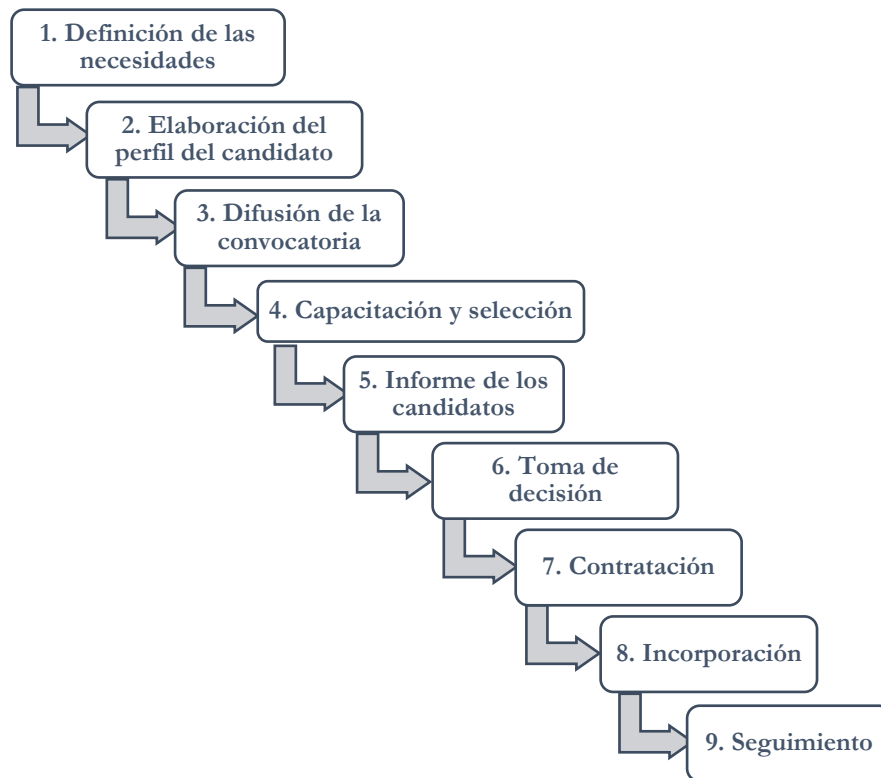 1. Definición de las
necesidades
2. Elaboración del
perfil del candidato
3. Difusión de la
convocatoria
4. Capacitación y selección
5. Informe de los
candidatos
6. Toma de
decisión
7. Contratación
8. Incorporación
9. Seguimiento